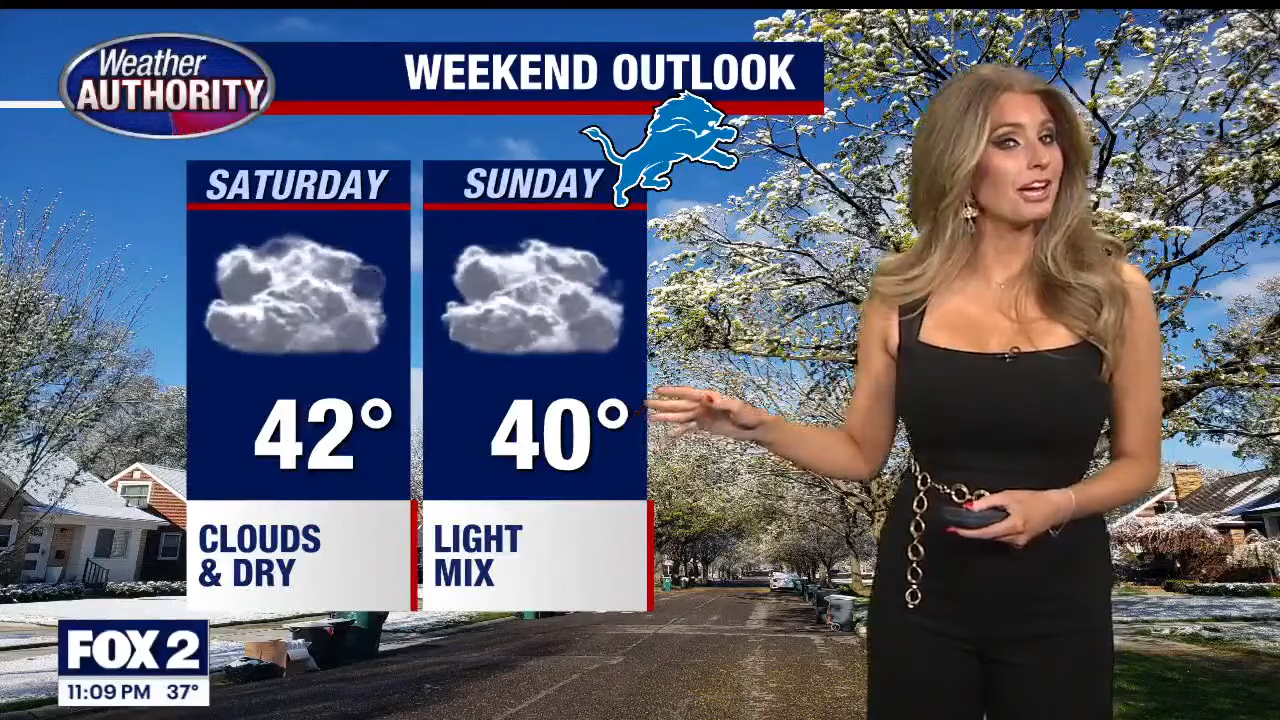 Weather
AUTHORITY
WEEKEND OUTLOOK
SATURDAY
SUNDAY
42°
40°
CLOUDS
& DRY
LIGHT
MIX
FOX 2
11:09 PM 37°